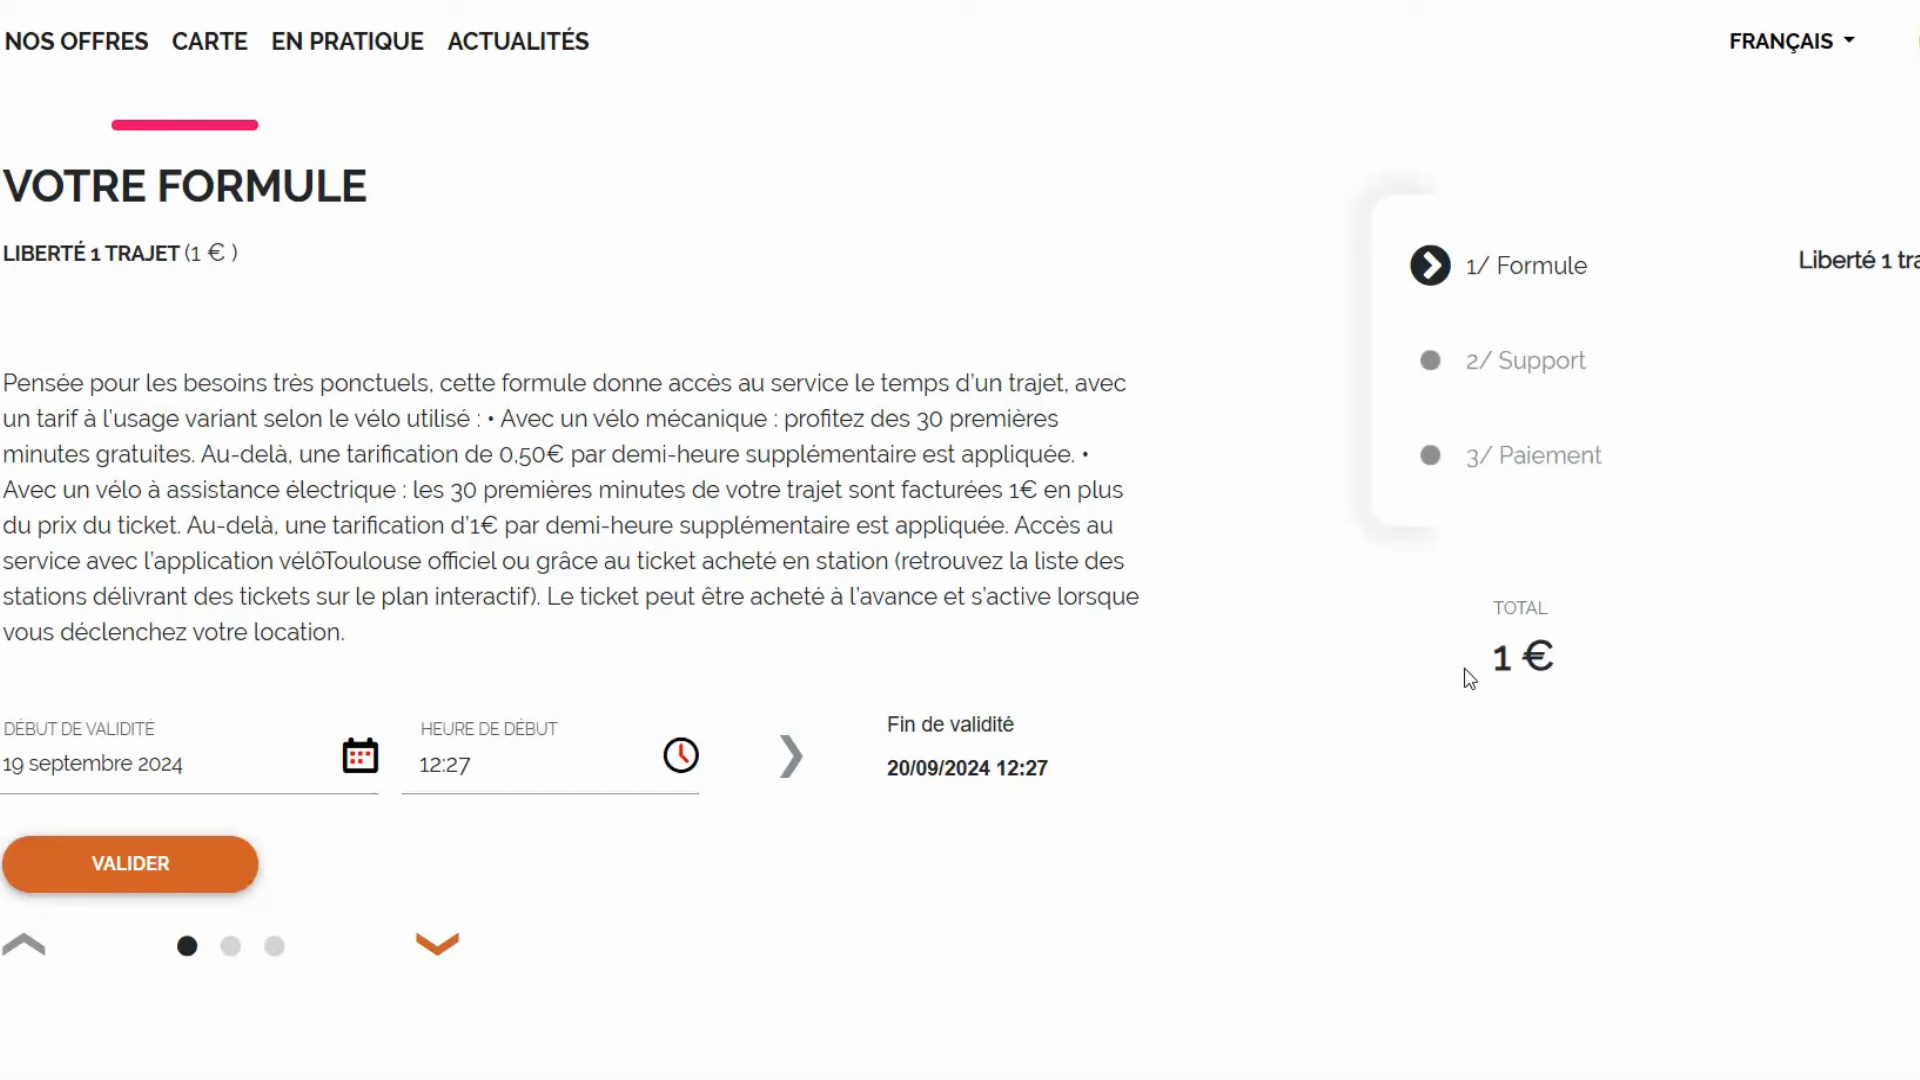 NOS OFFRES CARTE EN PRATIQUE ACTUALITÉS FRANÇAIS
VOTRE FORMULE
LIBERTÉ 1 TRAJET (1 € )
Pensée pour les besoins très ponctuels, cette formule donne accès au service le temps d'un trajet, avec
un tarif à l'usage variant selon le vélo utilisé : • Avec un vélo mécanique : profitez des 30 premières
minutes gratuites. Au-delà, une tarification de 0,50€ par demi-heure supplémentaire est appliquée. •
Avec un vélo à assistance électrique : les 30 premières minutes de votre trajet sont facturées 1€ en plus
du prix du ticket. Au-delà, une tarification d'1€ par demi-heure supplémentaire est appliquée. Accès au
service avec l'application vélôToulouse officiel ou grâce au ticket acheté en station (retrouvez la liste des
stations délivrant des tickets sur le plan interactif). Le ticket peut être acheté à l'avance et s'active lorsque
vous déclenchez votre location.
DÉBUT DE VALIDITÉ
19 septembre 2024
HEURE DE DÉBUT
12:27
Fin de validité
20/09/2024 12:27
VALIDER
1/ Formule
Liberté 1 tra
2/ Support
3/ Paiement
TOTAL
1 €